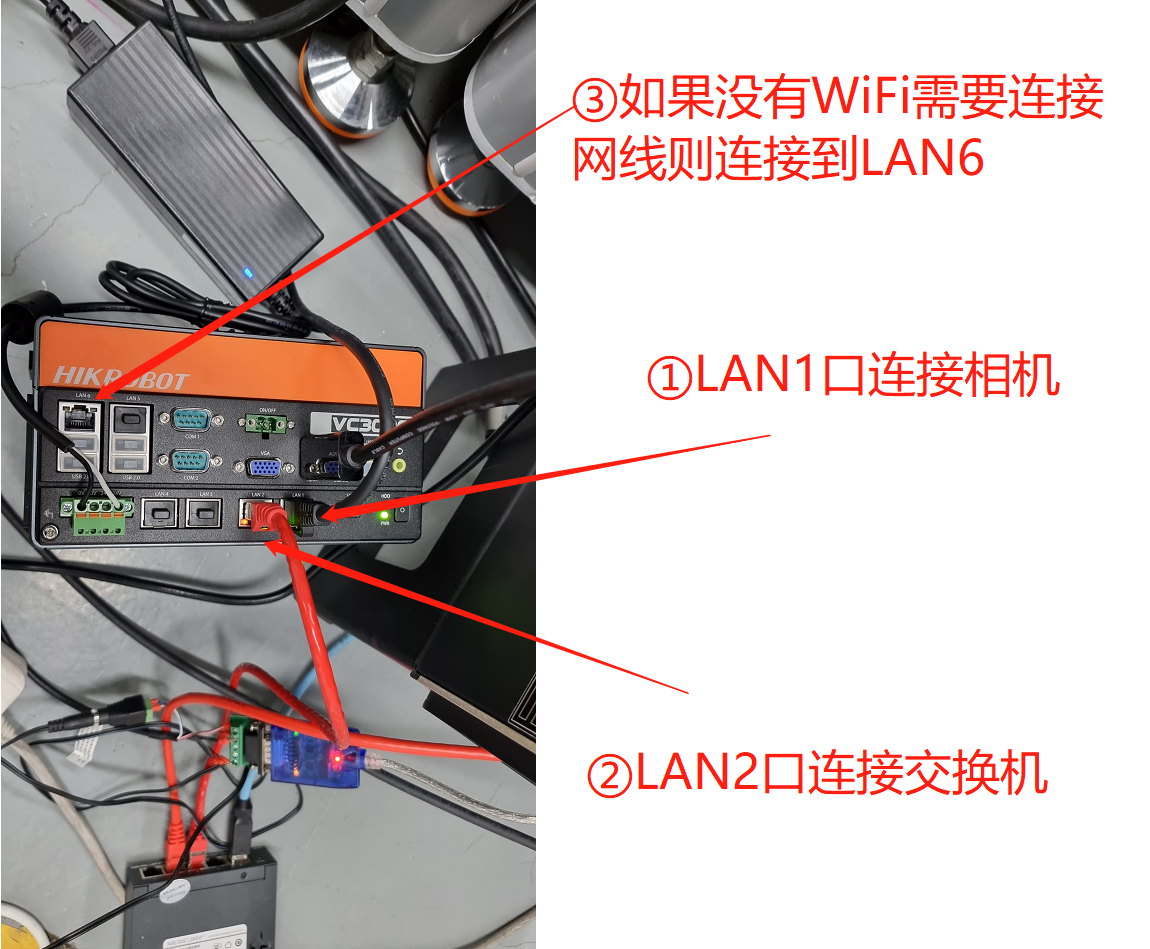 ③如果没有WiFi需要连接
网线则连接到LAN6
①LAN1口连接相机
②LAN2口连接交换机
HIKROBOT
LAN 6
LAN 5
COM 1
ON/OFF
COM 2
VGA
USB 2.0
LAN 4
LAN 3
LAN 2
LAN 1
HDD
PWR